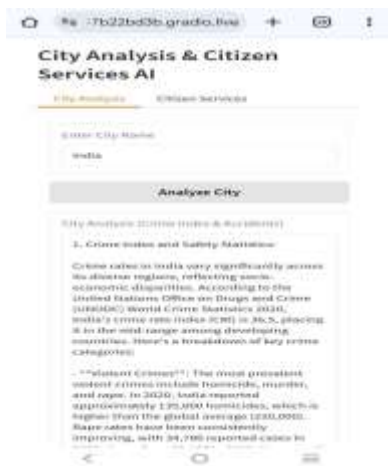 7b22bd3b.gradio.live
City Analysis & Citizen
Services AI
City Analysis Citizen Services
Enter City Name
India
Analyze City
City Analysis (Crime Index & Accidents)
1. Crime Index and Safety Statistics:
Crime rates in India vary significantly across
its diverse regions, reflecting socio-
economic disparities. According to the
United Nations Office on Drugs and Crime
(UNODC) World Crime Statistics 2020,
India's crime rate index (CRI) is 36.5, placing
it in the mid-range among developing
countries. Here's a breakdown of key crime
categories:
- **Violent Crimes**: The most prevalent
violent crimes include homicide, murder,
and rape. In 2020, India reported
approximately homicides, which is
higher than the global average
Rape rates have been consistently
improving, with 34,786 reported cases in